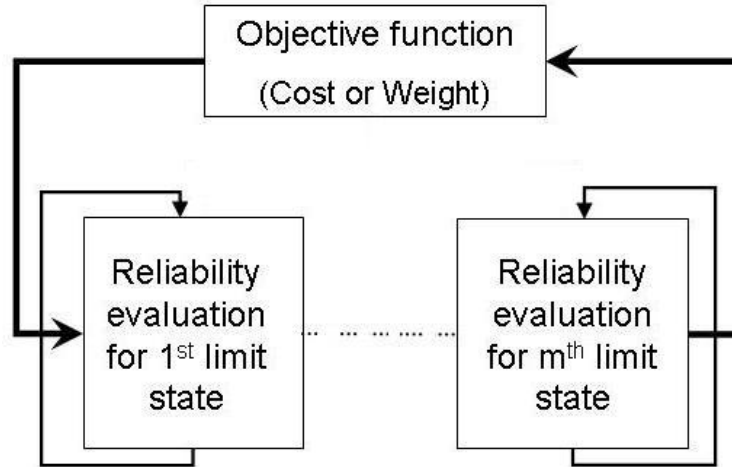 Objective function
(Cost or Weight)
Reliability
evaluation
for 1st limit
state
Reliability
evaluation
for mth limit
state